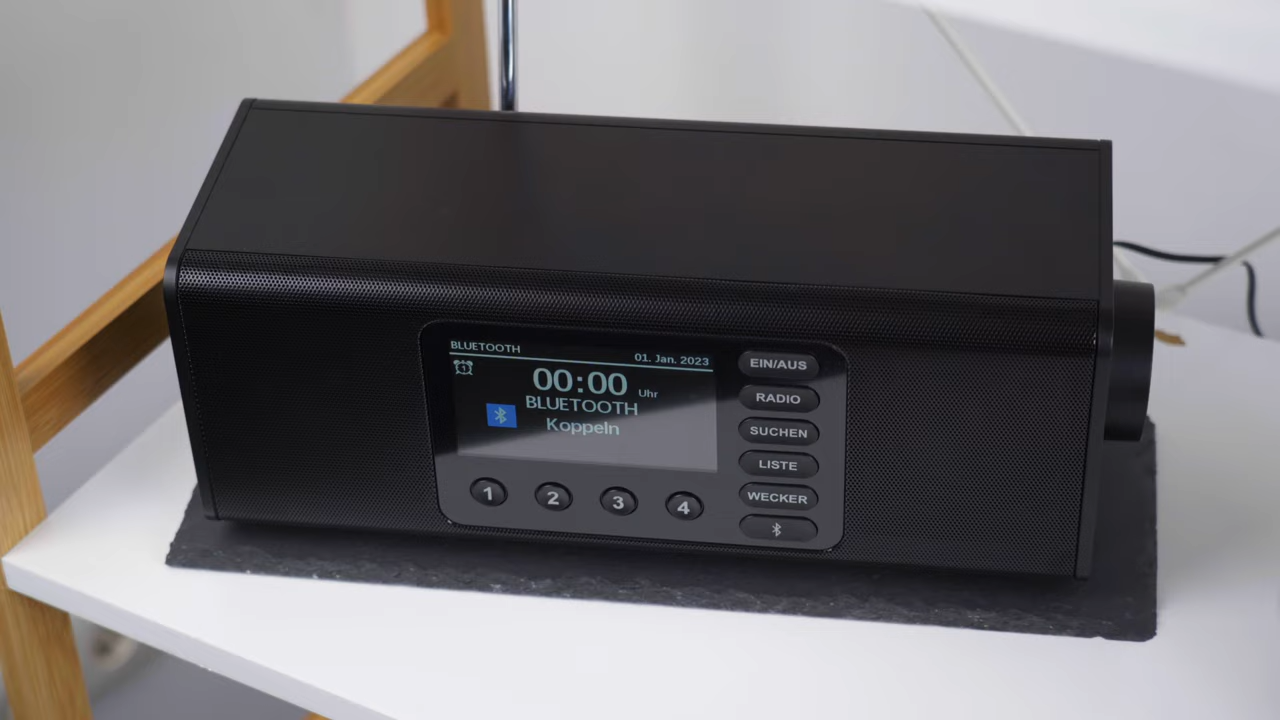 BLUETOOTH
01. Jan. 2023
1
00:00 Uhr
BLUETOOTH
Koppeln
EIN/AUS
RADIO
SUCHEN
LISTE
WECKER
1 2 3 4